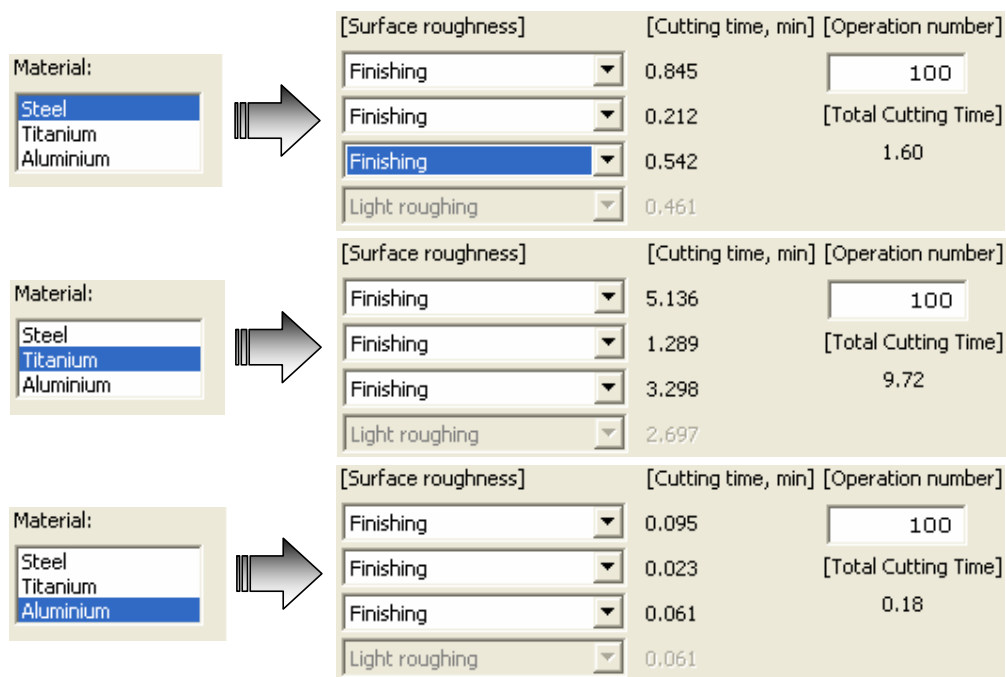 [Surface roughness] [Cutting time, min] [Operation number]
Material:
Finishing 0.845 100
Steel
Finishing 0.212 [Total Cutting Time]
Titanium
Aluminium
Finishing 0.542 1.60
Light roughing 0.461
[Surface roughness] [Cutting time, min] [Operation number]
Material:
Finishing 5.136 100
Steel
Finishing 1.289 [Total Cutting Time]
Titanium
Aluminium
Finishing 3.298 9.72
Light roughing 2.697
[Surface roughness] [Cutting time, min] [Operation number]
Material:
Finishing 0.095 100
Steel
Finishing 0.023 [Total Cutting Time]
Titanium
Aluminium
Finishing 0.061 0.18
Light roughing 0.061